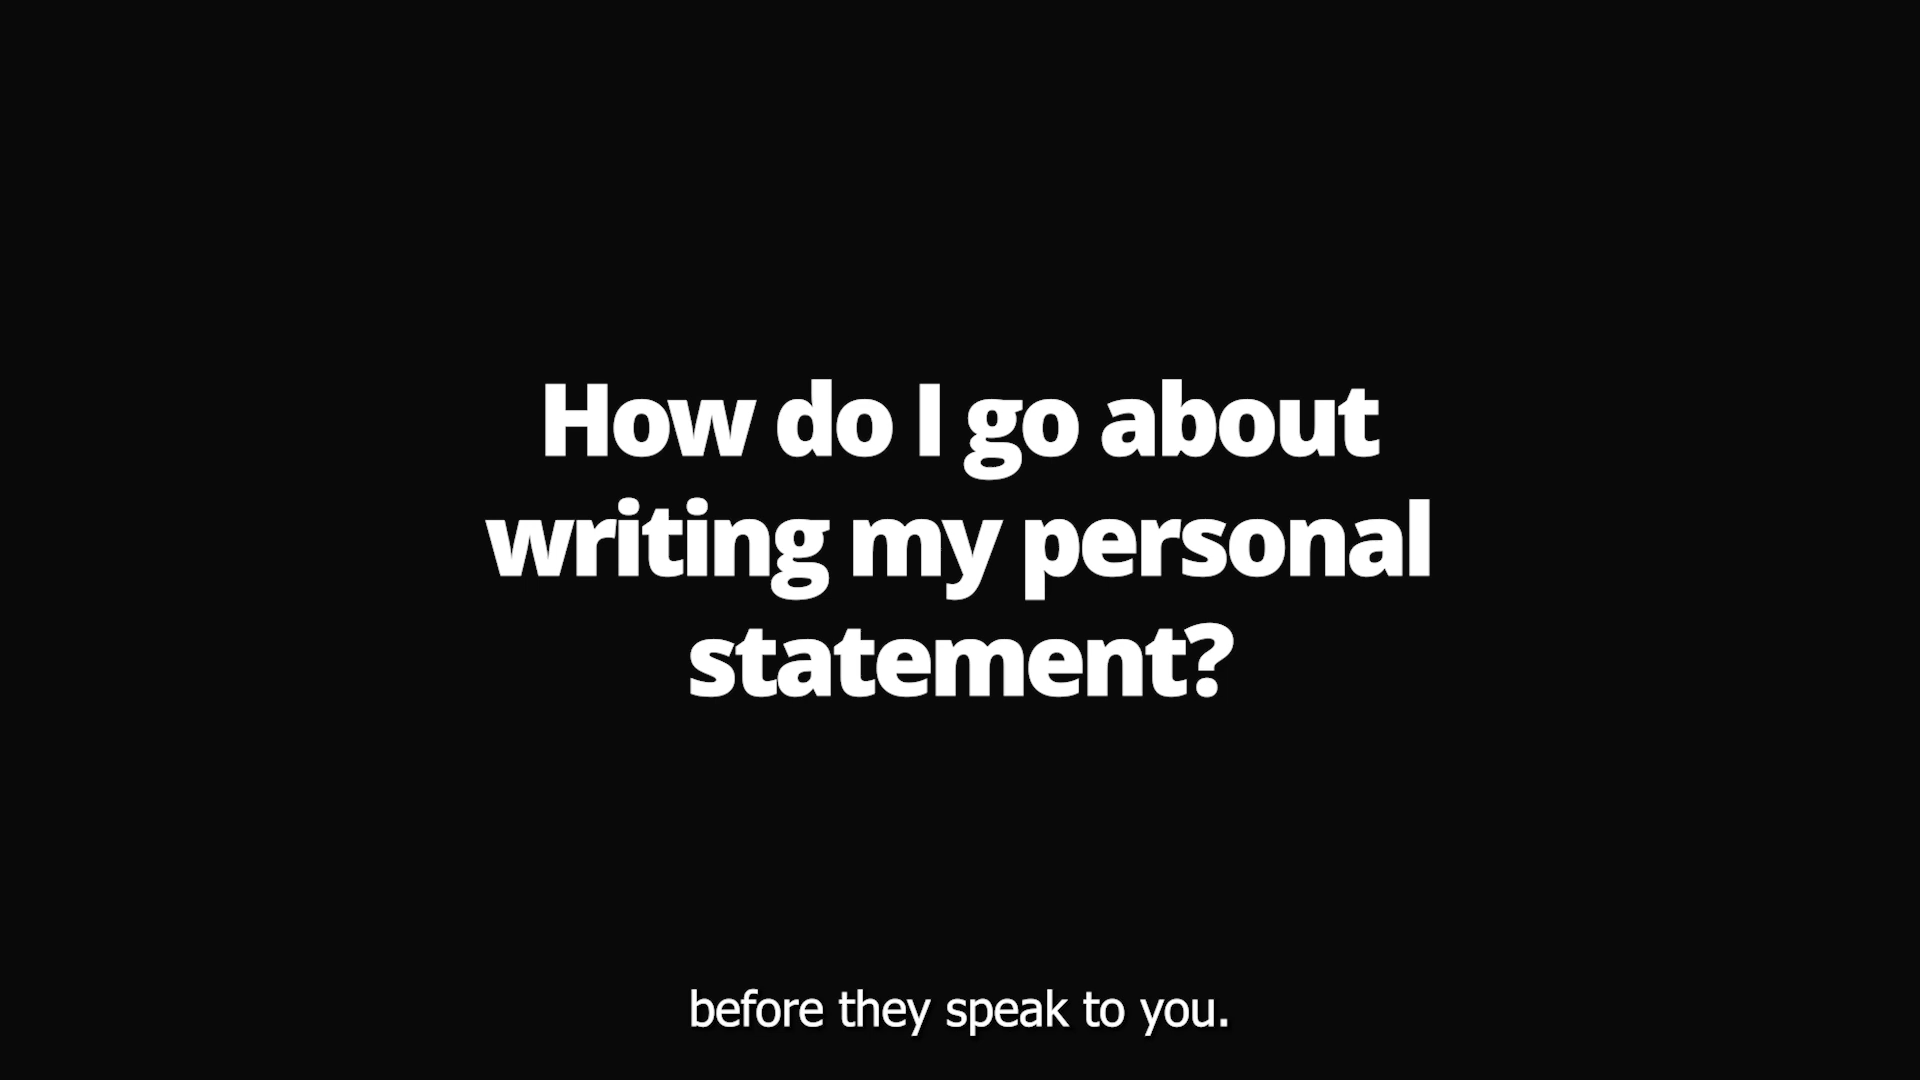 How do I go about
writing my personal
statement?
before they speak to you.